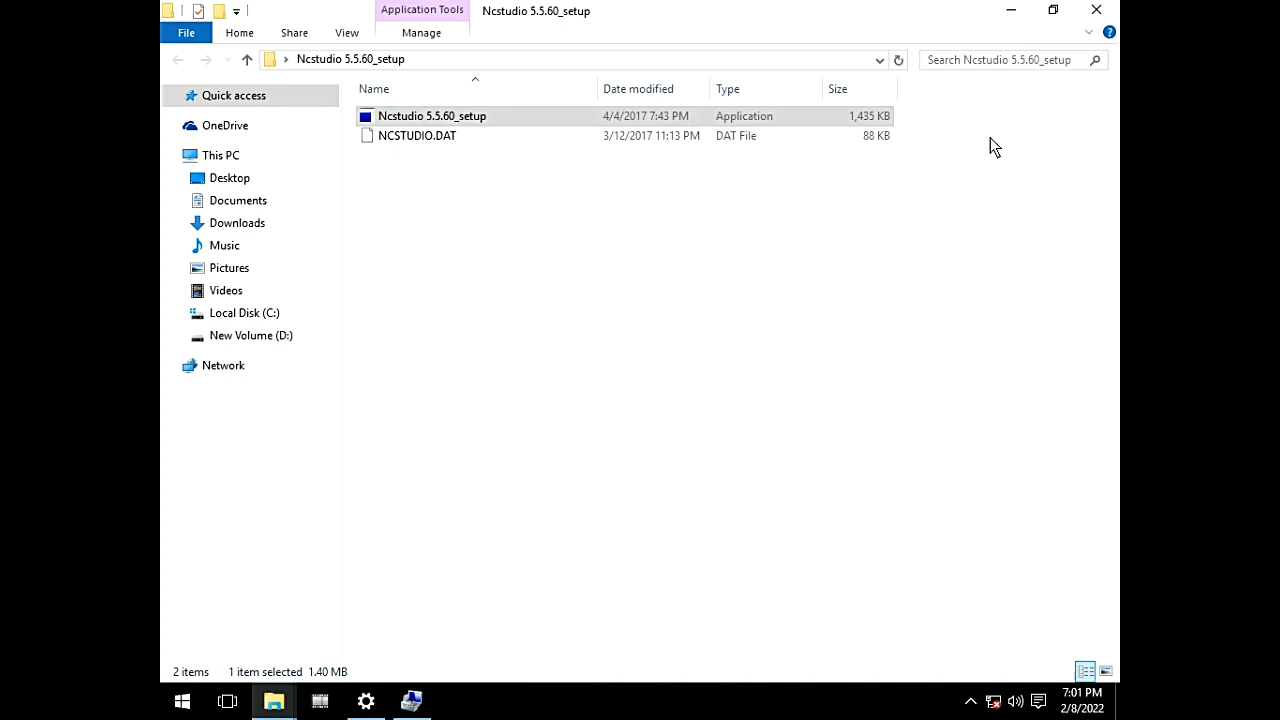 Application Tools
Ncstudio 5.5.60_setup
File
Home
Share
View
Manage
Ncstudio 5.5.60_setup
Search Ncstudio 5.5.60_setup
Name
Date modified
Type
Size
Ncstudio 5.5.60_setup
4/4/2017 7:43 PM
Application
1,435 KB
NCSTUDIO.DAT
3/12/2017 11:13 PM
DAT File
88 KB
Quick access
OneDrive
This PC
Desktop
Documents
Downloads
Music
Pictures
Videos
Local Disk (C:)
New Volume (D:)
Network
2 items
1 item selected 1.40 MB
7:01 PM
2/8/2022